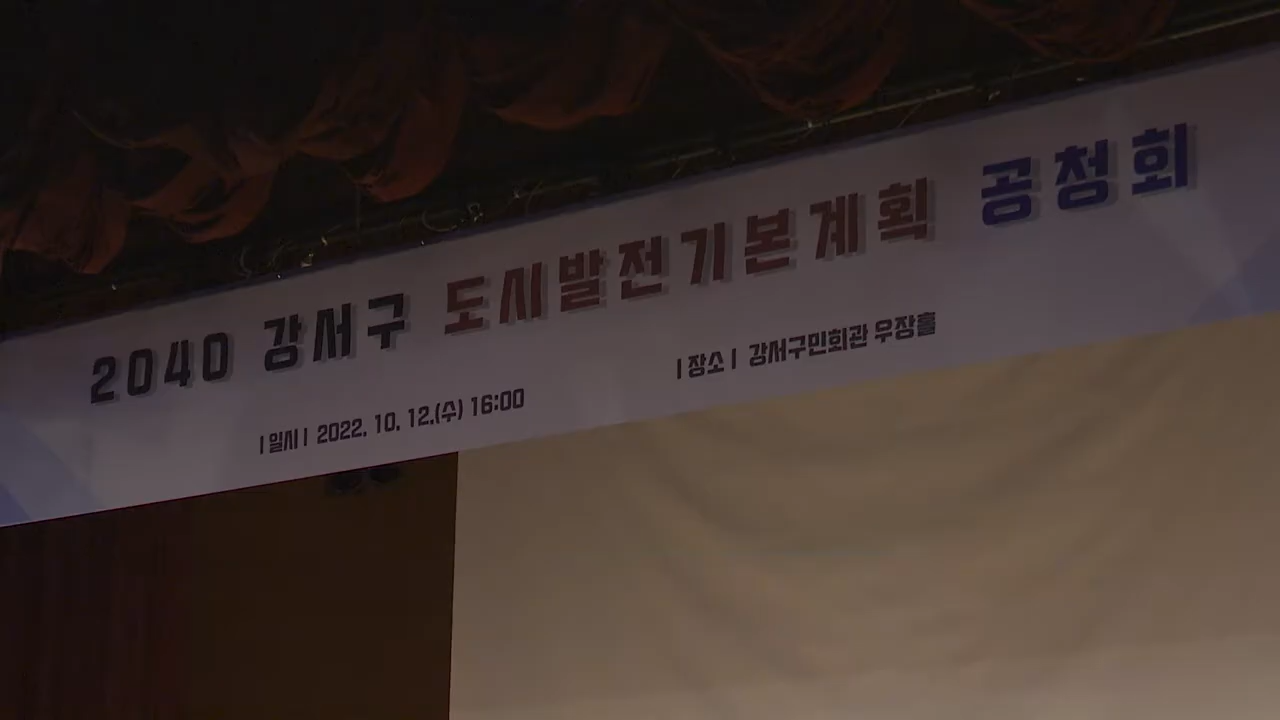 2040 강서구 도시발전기본계획 공청회
| 일시 | 2022. 10. 12.(수) 16:00
| 장소 | 강서구민회관 우장홀